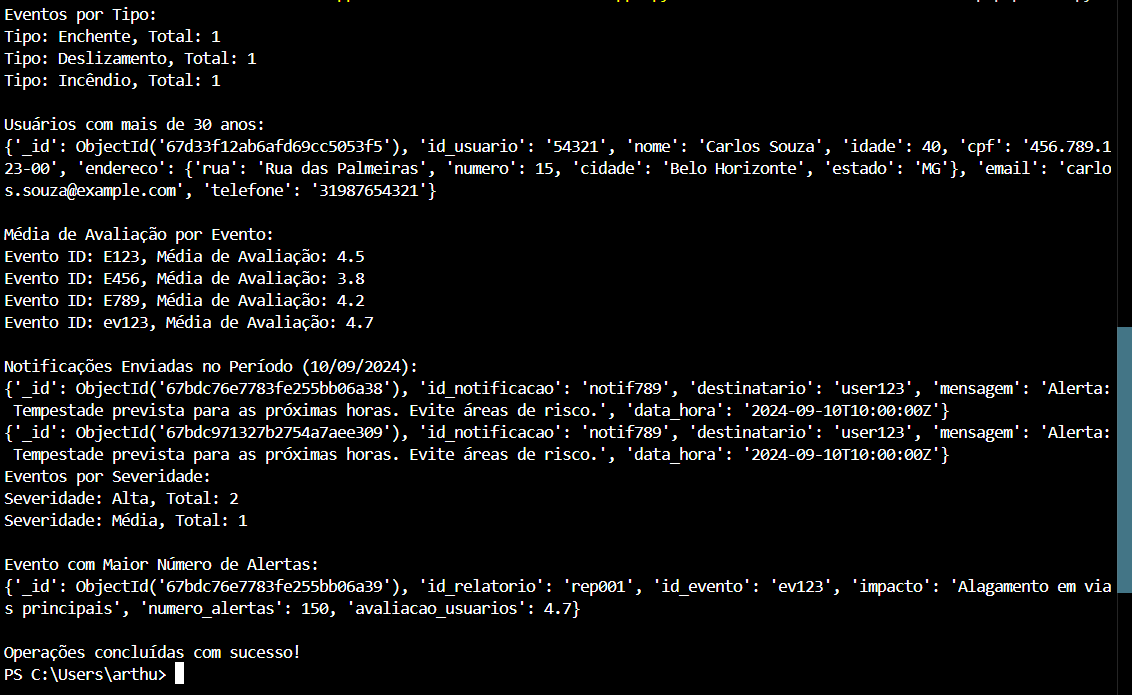 Eventos por Tipo:
Tipo: Enchente, Total: 1
Tipo: Deslizamento, Total: 1
Tipo: Incêndio, Total: 1
Usuários com mais de 30 anos:
{'_id': ObjectId('67d33f12ab6afd69cc5053f5'), 'id_usuario': '54321', 'nome': 'Carlos Souza', 'idade': 40, 'cpf': '456.789.1
23-00', 'endereco': {'rua': 'Rua das Palmeiras', 'numero': 15, 'cidade': 'Belo Horizonte', 'estado': 'MG'}, 'email': 'carlo
s.souza@example.com', 'telefone': '31987654321'}
Média de Avaliação por Evento:
Evento ID: E123, Média de Avaliação: 4.5
Evento ID: E456, Média de Avaliação: 3.8
Evento ID: E789, Média de Avaliação: 4.2
Evento ID: ev123, Média de Avaliação: 4.7
Notificações Enviadas no Período (10/09/2024):
{'_id': ObjectId('67bdc76e7783fe255bb06a38'), 'id_notificacao': 'notif789', 'destinatario': 'user123', 'mensagem': 'Alerta:
Tempestade prevista para as próximas horas. Evite áreas de risco.', 'data_hora': '2024-09-10T10:00:00Z'}
{'_id': ObjectId('67bdc971327b2754a7aee309'), 'id_notificacao': 'notif789', 'destinatario': 'user123', 'mensagem': 'Alerta:
Tempestade prevista para as próximas horas. Evite áreas de risco.', 'data_hora': '2024-09-10T10:00:00Z'}
Eventos por Severidade:
Severidade: Alta, Total: 2
Severidade: Média, Total: 1
Evento com Maior Número de Alertas:
{'_id': ObjectId('67bdc76e7783fe255bb06a39'), 'id_relatorio': 'rep001', 'id_evento': 'ev123', 'impacto': 'Alagamento em via
s principais', 'numero_alertas': 150, 'avaliacao_usuarios': 4.7}
Operações concluídas com sucesso!
PS C:\Users\arthu>